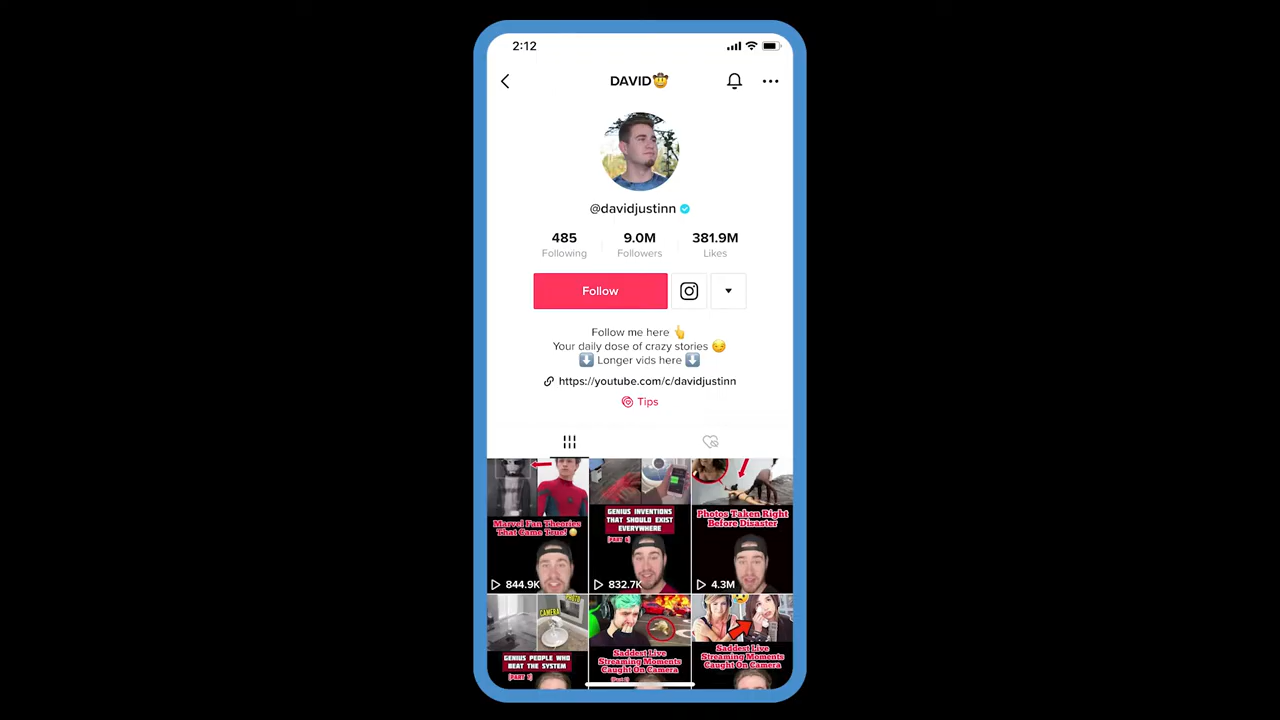 2:12
DAVID🤠
@davidjustinn
485 9.0M 381.9M
Following Followers Likes
Follow
Follow me here 👆
Your daily dose of crazy stories 😏
⬇️ Longer vids here ⬇️
https://youtube.com/c/davidjustinn
Tips
Marvel Fan Theories
That Came True! 😳
844.9K
GENIUS INVENTIONS
THAT SHOULD EXIST
EVERYWHERE
832.7K
Photos Taken Right
Before Disaster
4.3M
CAMERA
GENIUS PEOPLE WHO
BEAT THE SYSTEM
Saddest Live
Streaming Moments
Caught On Camera
Saddest Live
Streaming Moments
Caught On Camera